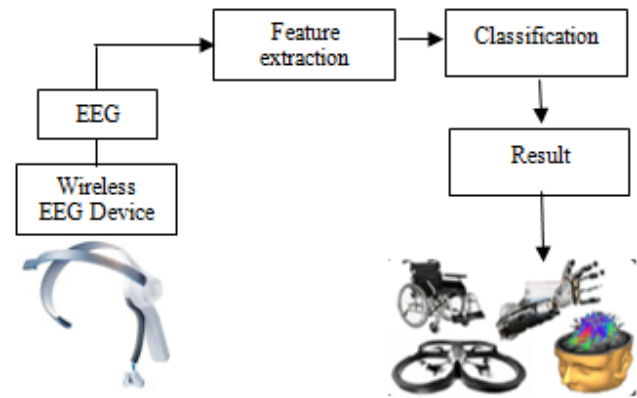 Feature
extraction
Classification
EEG
Result
Wireless
EEG Device